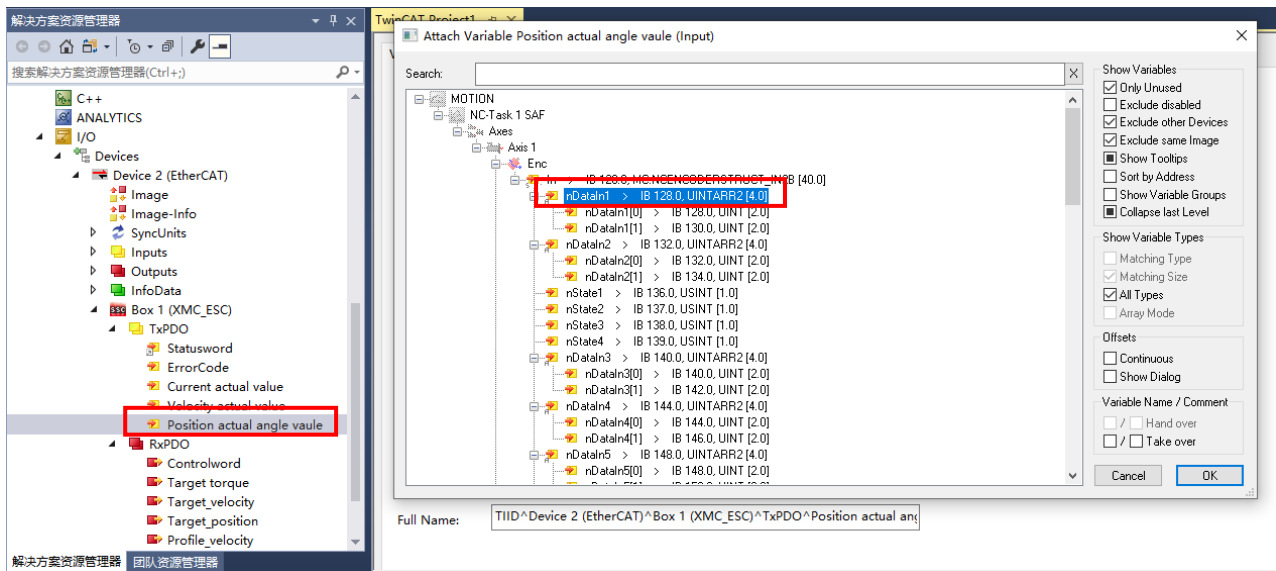 解决方案资源管理器
搜索解决方案资源管理器(Ctrl+;)
C++
ANALYTICS
I/O
Devices
Device 2 (EtherCAT)
Image
Image-Info
SyncUnits
Inputs
Outputs
InfoData
Box 1 (XMC_ESC)
TxPDO
Statusword
ErrorCode
Current actual value
Velocity actual value
Position actual angle vaule
RxPDO
Controlword
Target torque
Target_velocity
Target_position
Profile_velocity
解决方案资源管理器 团队资源管理器
TwinCAT Project1
Attach Variable Position actual angle vaule (Input)
Search:
MOTION
NC-Task 1 SAF
Axes
Axis 1
Enc
In > IB 128.0, MC.NCENCODERSTRUCT_IN2B [40.0]
nDataIn1 > IB 128.0, UINTARR2 [4.0]
nDataIn1[0] > IB 128.0, UINT [2.0]
nDataIn1[1] > IB 130.0, UINT [2.0]
nDataIn2 > IB 132.0, UINTARR2 [4.0]
nDataIn2[0] > IB 132.0, UINT [2.0]
nDataIn2[1] > IB 134.0, UINT [2.0]
nState1 > IB 136.0, USINT [1.0]
nState2 > IB 137.0, USINT [1.0]
nState3 > IB 138.0, USINT [1.0]
nState4 > IB 139.0, USINT [1.0]
nDataIn3 > IB 140.0, UINTARR2 [4.0]
nDataIn3[0] > IB 140.0, UINT [2.0]
nDataIn3[1] > IB 142.0, UINT [2.0]
nDataIn4 > IB 144.0, UINTARR2 [4.0]
nDataIn4[0] > IB 144.0, UINT [2.0]
nDataIn4[1] > IB 146.0, UINT [2.0]
nDataIn5 > IB 148.0, UINTARR2 [4.0]
nDataIn5[0] > IB 148.0, UINT [2.0]
Show Variables
Only Unused
Exclude disabled
Exclude other Devices
Exclude same Image
Show Tooltips
Sort by Address
Show Variable Groups
Collapse last Level
Show Variable Types
Matching Type
Matching Size
All Types
Array Mode
Offsets
Continuous
Show Dialog
Variable Name / Comment
/ Hand over
/ Take over
Cancel OK
Full Name: TIID^Device 2 (EtherCAT)^Box 1 (XMC_ESC)^TxPDO^Position actual ang